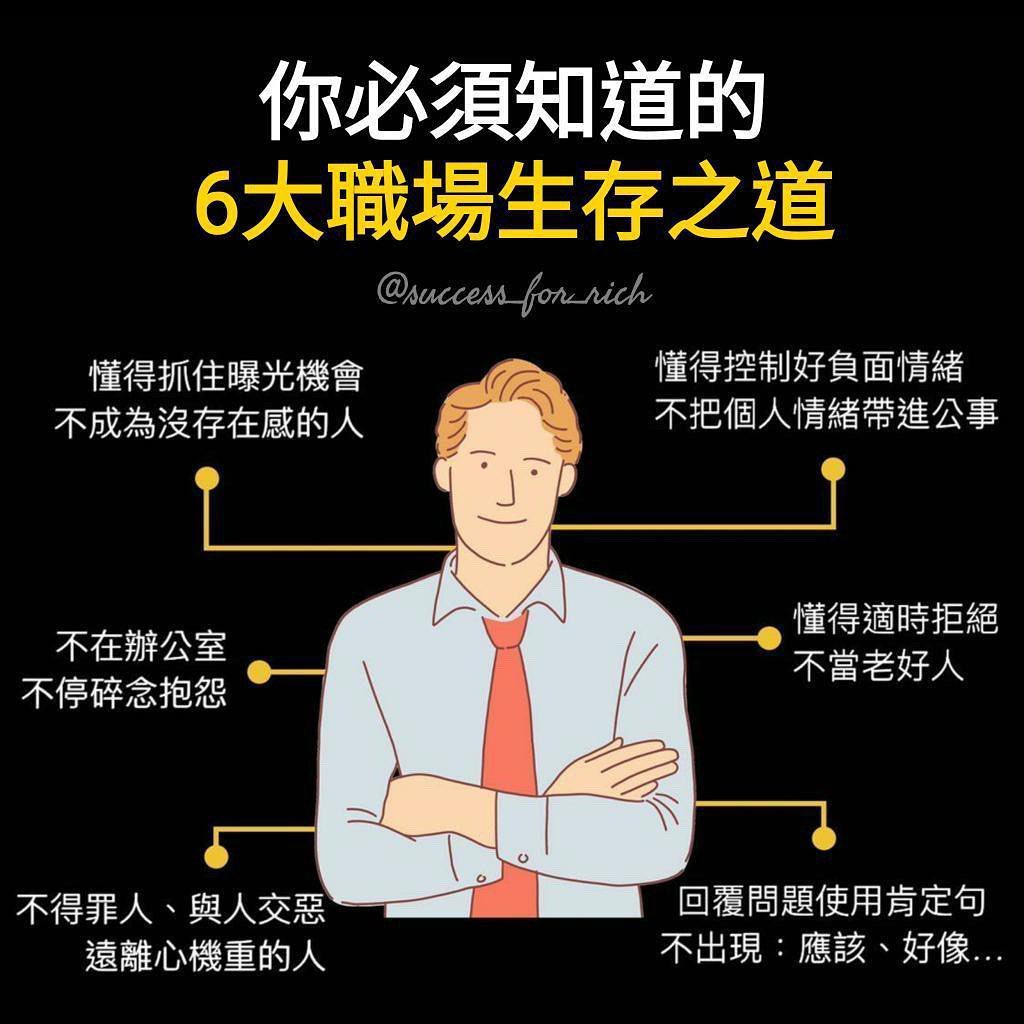 你必須知道的
6大職場生存之道
@success_for_rich
懂得抓住曝光機會
不成為沒存在感的人
懂得控制好負面情緒
不把個人情緒帶進公事
不在辦公室
不停碎念抱怨
懂得適時拒絕
不當老好人
不得罪人、與人交惡
遠離心機重的人
回覆問題使用肯定句
不出現：應該、好像...